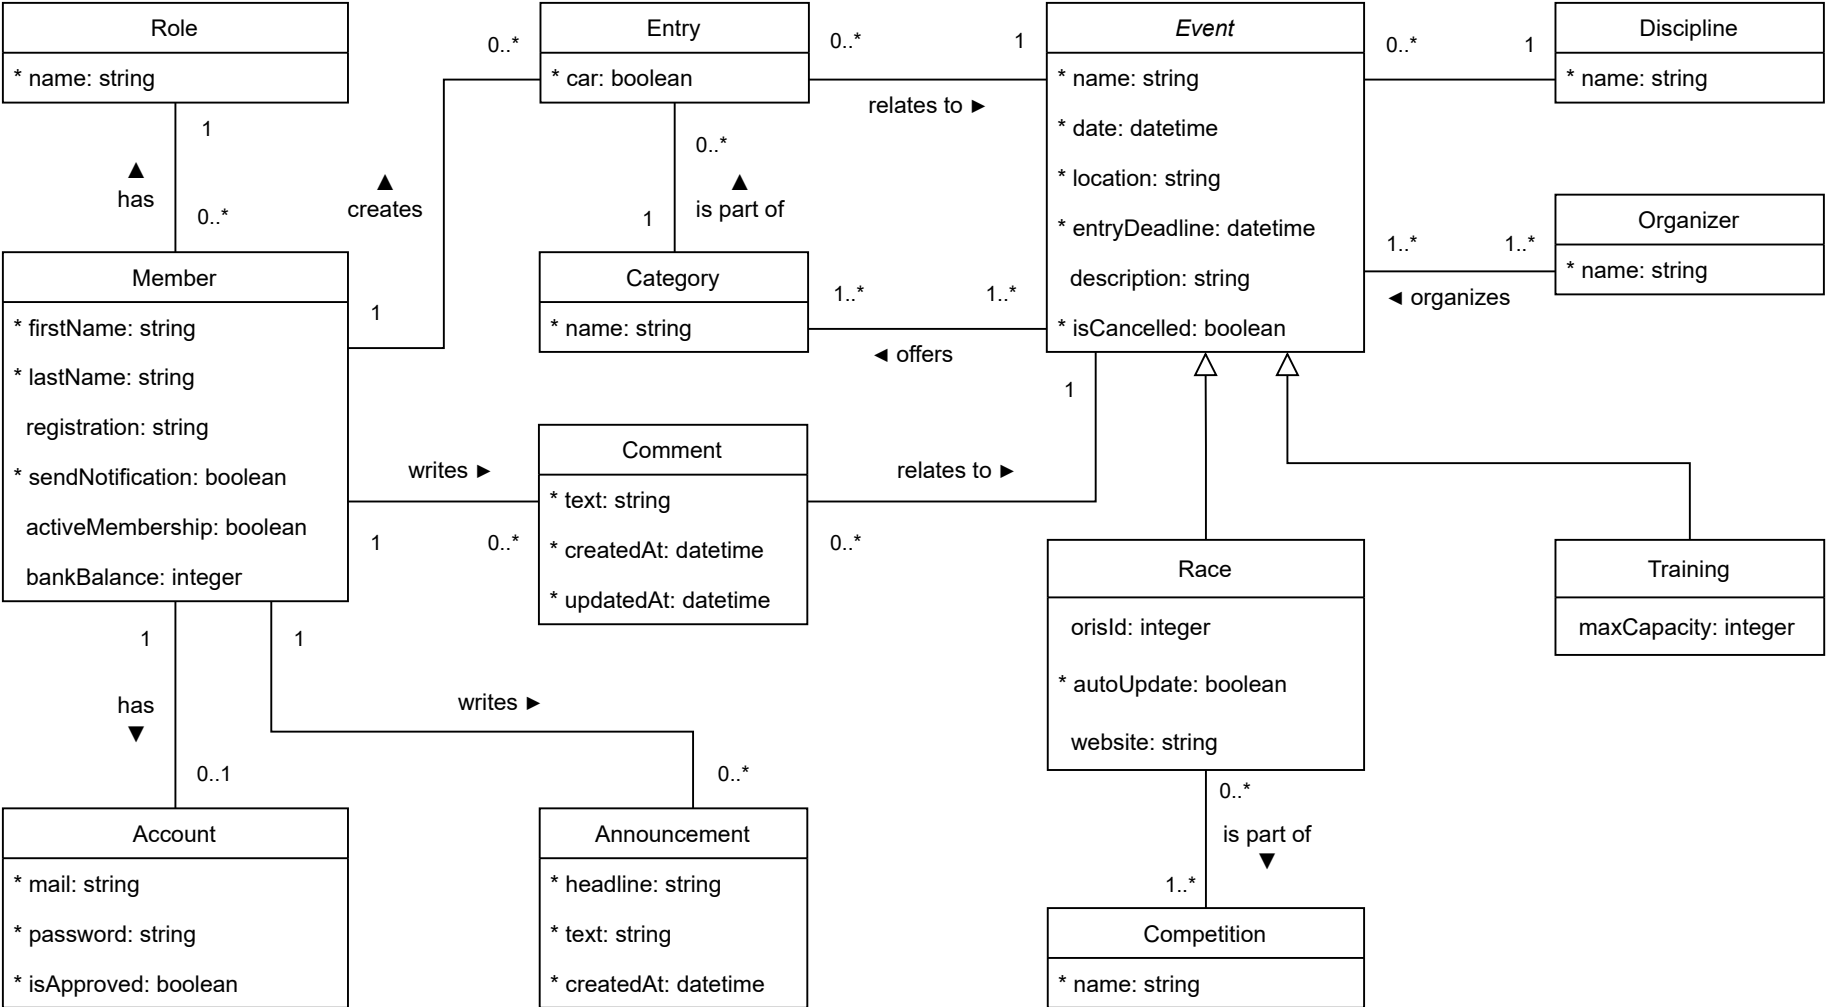 Role
* name: string
1
▲
has
0..*
Member
* firstName: string
* lastName: string
registration: string
* sendNotification: boolean
activeMembership: boolean
bankBalance: integer
1
▲
creates
0..*
Entry
* car: boolean
0..*
▲
is part of
1
Category
* name: string
0..*
1
relates to ►
1..*
1..*
◄ offers
Event
* name: string
* date: datetime
* location: string
* entryDeadline: datetime
description: string
* isCancelled: boolean
0..*
1
Discipline
* name: string
1..*
1..*
◄ organizes
Organizer
* name: string
writes ►
1
0..*
Comment
* text: string
* createdAt: datetime
* updatedAt: datetime
1
relates to ►
0..*
Race
orisId: integer
* autoUpdate: boolean
website: string
Training
maxCapacity: integer
1
has
▼
0..1
Account
* mail: string
* password: string
* isApproved: boolean
1
writes ►
0..*
Announcement
* headline: string
* text: string
* createdAt: datetime
0..*
is part of
▼
1..*
Competition
* name: string